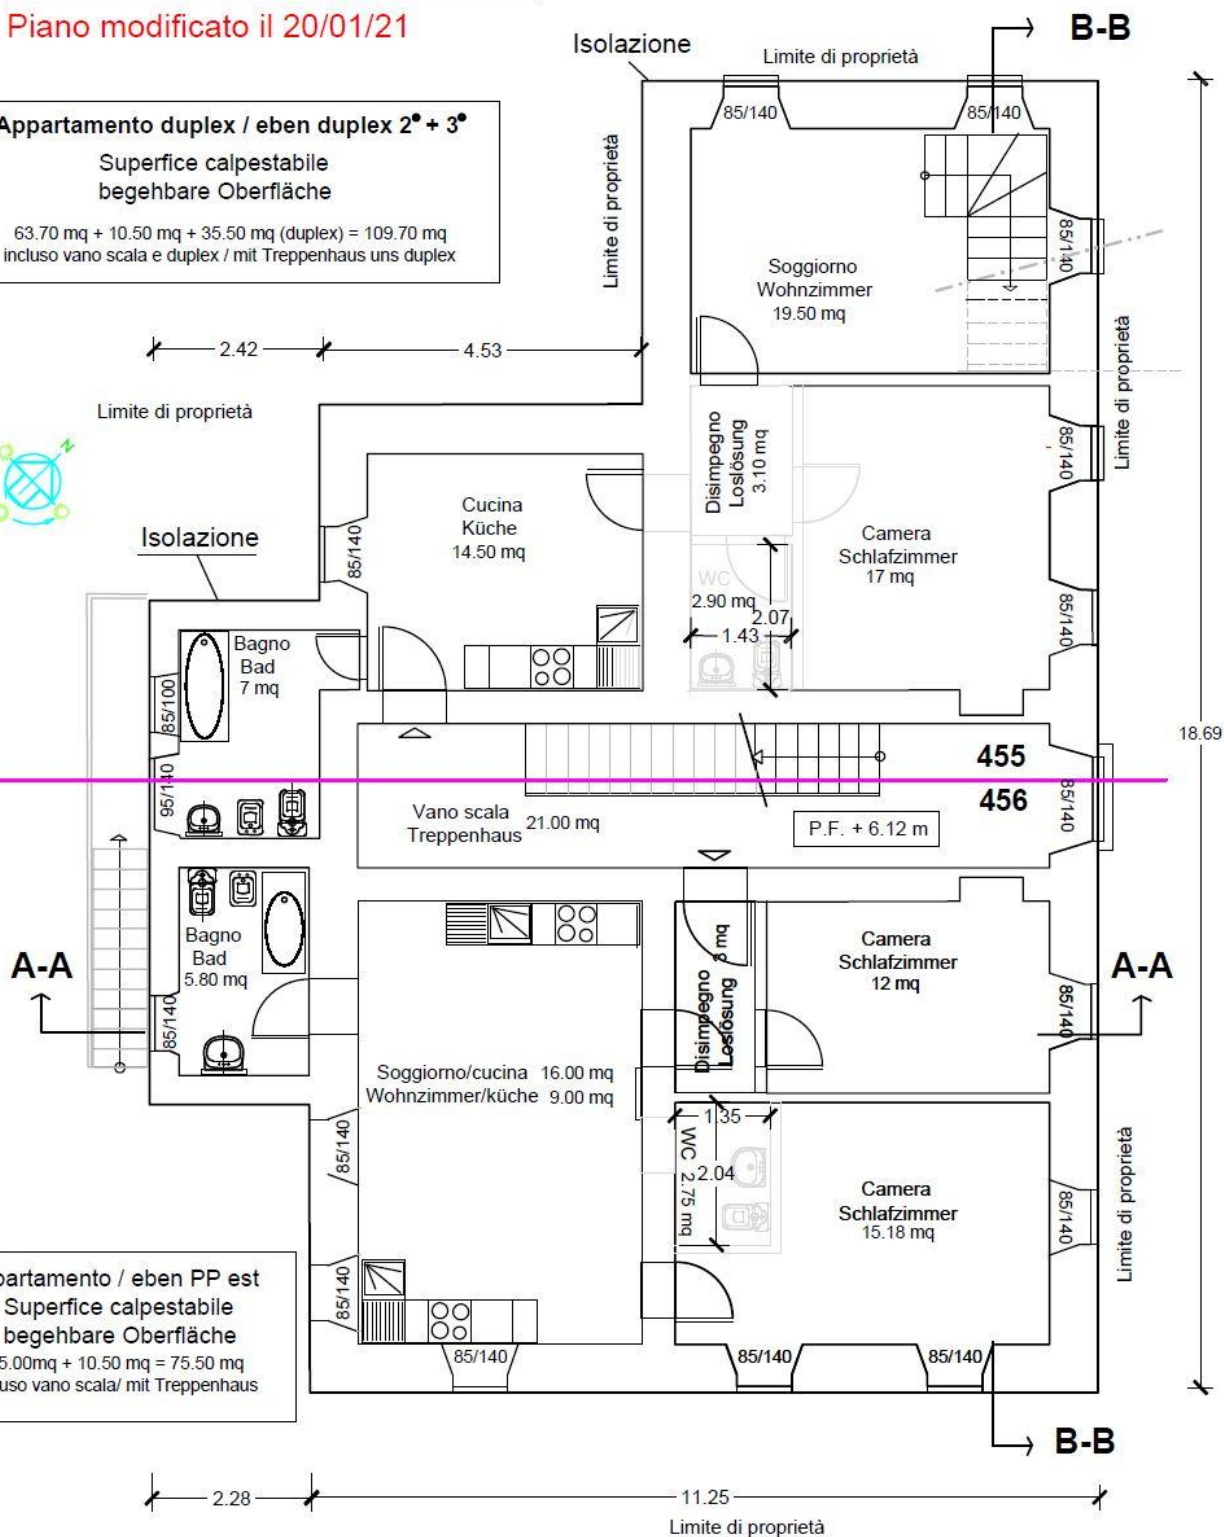 Piano modificato il 20/01/21
Isolazione
Limite di proprietà
B-B
Appartamento duplex / eben duplex 2• + 3•
Superfice calpestabile
begehbare Oberfläche
63.70 mq + 10.50 mq + 35.50 mq (duplex) = 109.70 mq
incluso vano scala e duplex / mit Treppenhaus uns duplex
85/140
85/140
Limite di proprietà
85/140
Soggiorno
Wohnzimmer
19.50 mq
2.42
4.53
Limite di proprietà
Limite di proprietà
N
Disimpegno
Loslösung
3.10 mq
85/140
Cucina
Küche
14.50 mq
Isolazione
85/140
Camera
Schlafzimmer
17 mq
WC
2.90 mq
2.07
1.43
85/140
Bagno
Bad
7 mq
85/100
95/140
18.69
455
456
85/140
Vano scala
Treppenhaus
21.00 mq
P.F. + 6.12 m
Bagno
Bad
5.80 mq
A-A
85/140
Disimpegno
Loslösung
3 mq
Camera
Schlafzimmer
12 mq
A-A
85/140
Soggiorno/cucina 16.00 mq
Wohnzimmer/küche 9.00 mq
1.35
WC 2.75 mq
2.04
85/140
Camera
Schlafzimmer
15.18 mq
85/140
Limite di proprietà
partamento / eben PP est
Superfice calpestabile
begehbare Oberfläche
5.00mq + 10.50 mq = 75.50 mq
uso vano scala/ mit Treppenhaus
85/140
85/140
85/140
85/140
B-B
2.28
11.25
Limite di proprietà